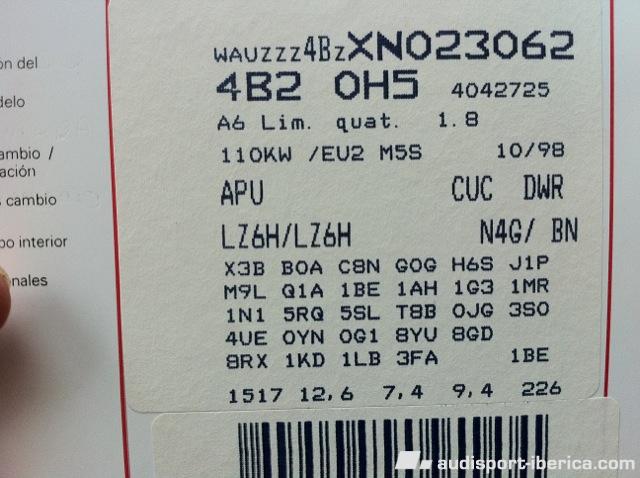 ón del
delo
ambio /
ación
s cambio
po interior
nales
WAUZZZ4BZXN023062
4B2 0H5 4042725
A6 Lim. quat. 1.8
110KW /EU2 M5S 10/98
APU CUC DWR
LZ6H/LZ6H N4G/ BN
X3B B0A C8N G0G H6S J1P
M9L Q1A 1BE 1AH 1G3 1MR
1N1 5RQ 5SL T8B 0JG 3S0
4UE 0YN 0G1 8YU 8GD
8RX 1KD 1LB 3FA 1BE
1517 12,6 7,4 9,4 226
audisport-iberica.com